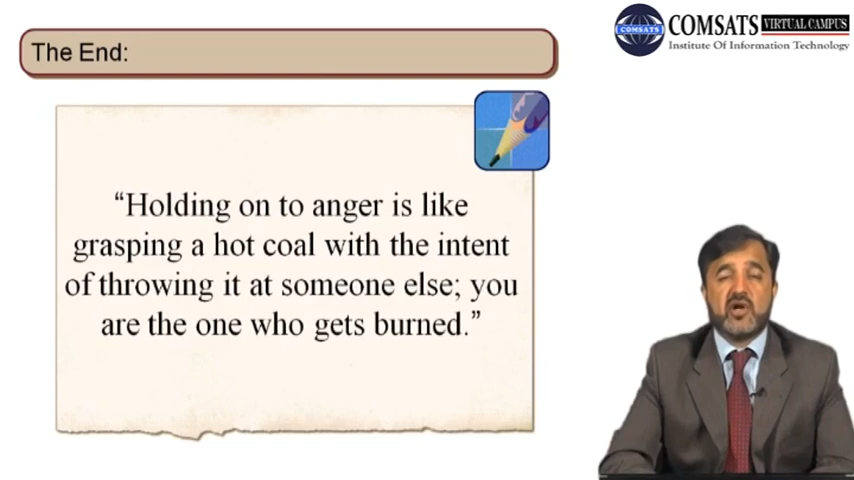 The End:
COMSATS VIRTUAL CAMPUS
Institute Of Information Technology
COMSATS
“Holding on to anger is like
grasping a hot coal with the intent
of throwing it at someone else; you
are the one who gets burned.”